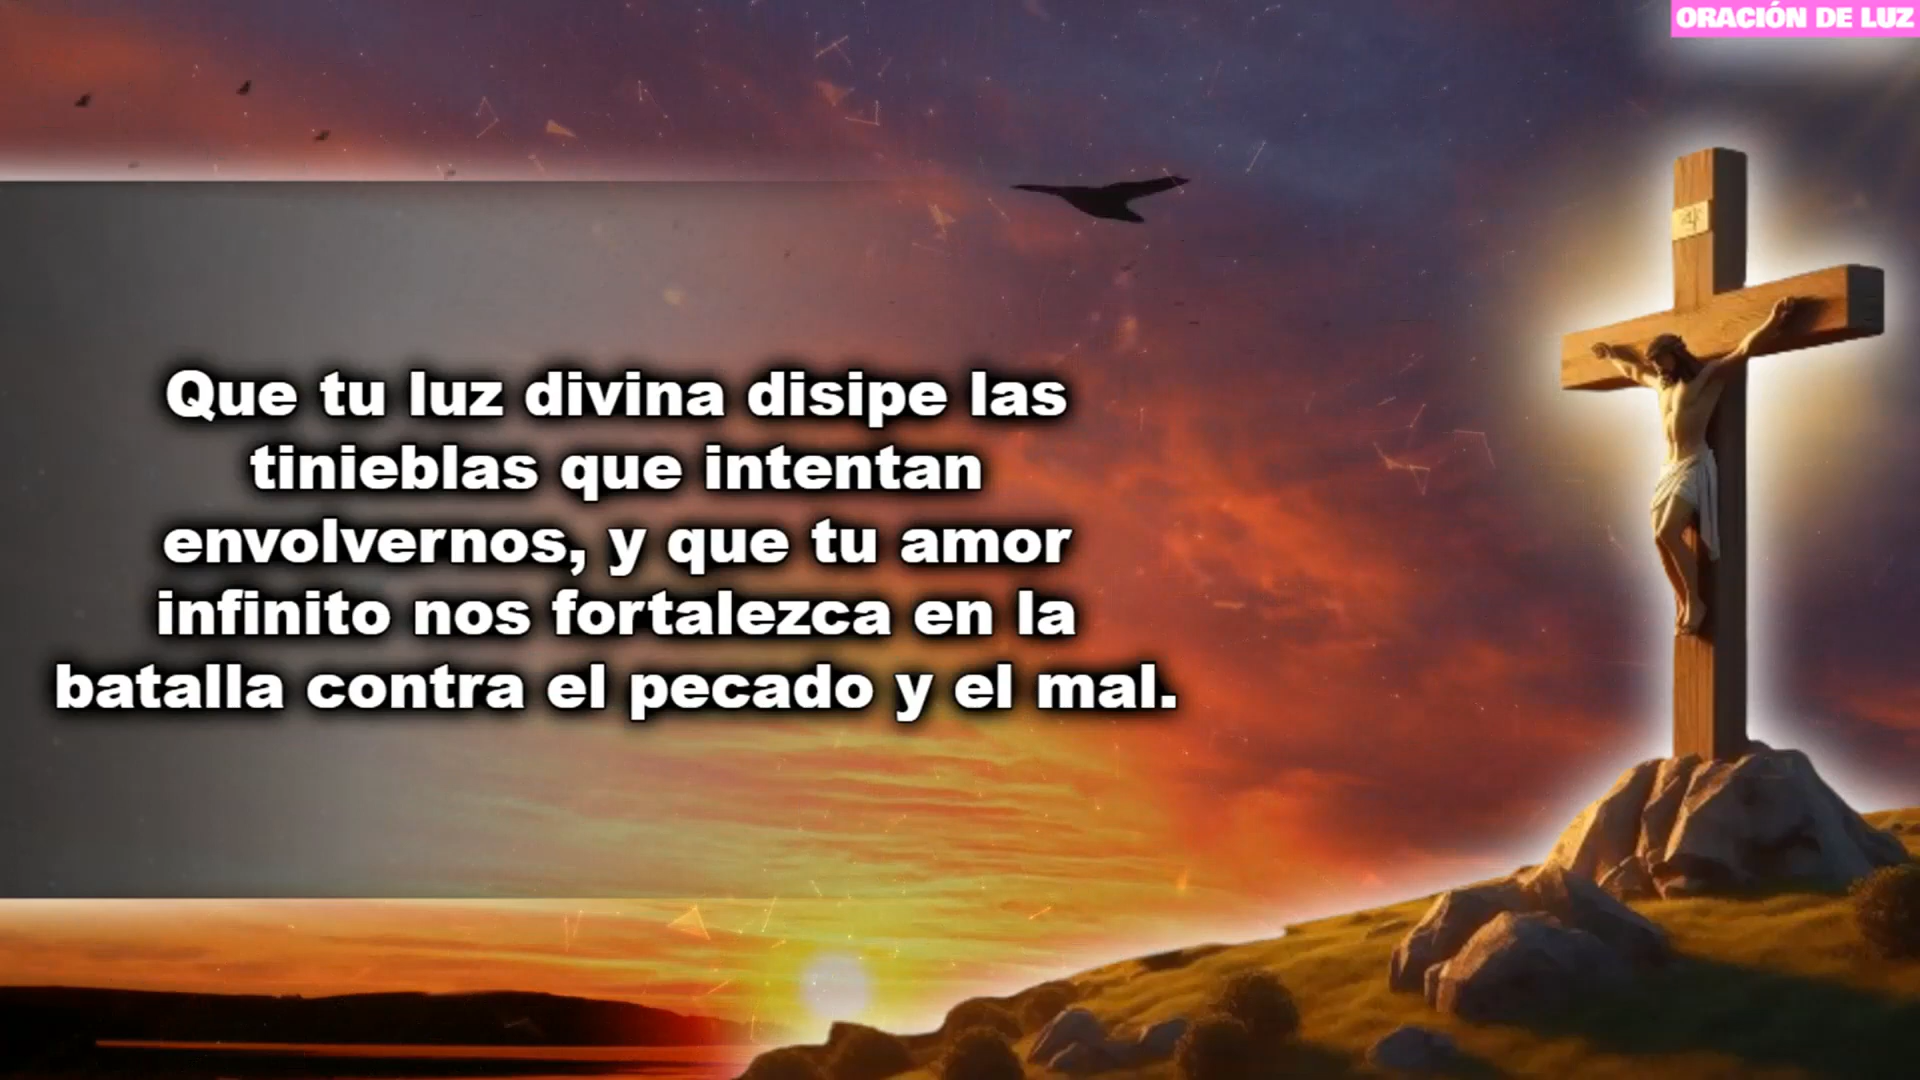 ORACIÓN DE LUZ
Que tu luz divina disipe las
tinieblas que intentan
envolvernos, y que tu amor
infinito nos fortalezca en la
batalla contra el pecado y el mal.